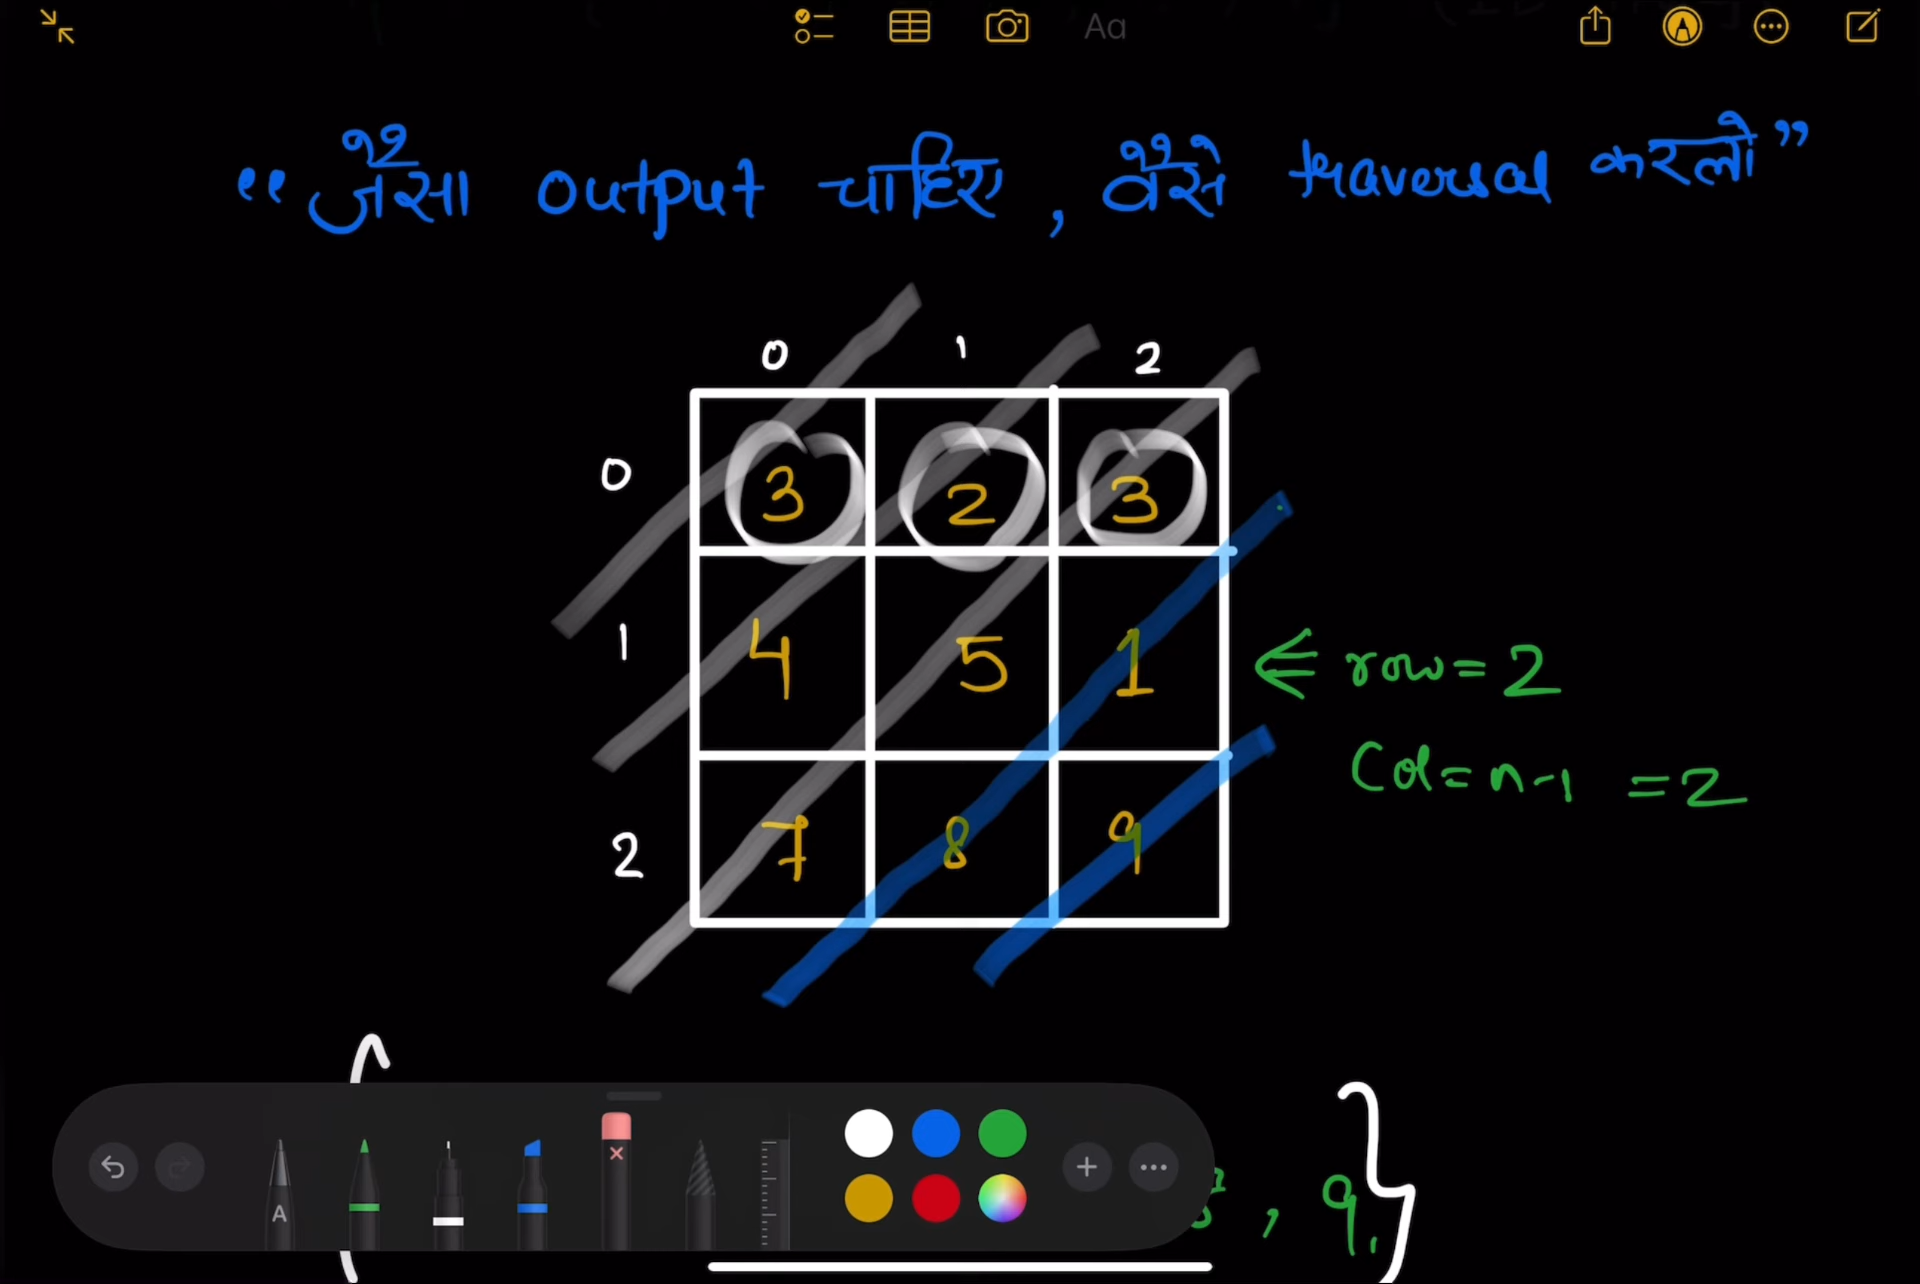 Aa
“जैसा output चाहिए, वैसे traversal करलो”
0 1 2
0 3 2 3
1 4 5 1
2 7 8 9
⇐ row = 2
Col = n-1 = 2
A
, 9, }